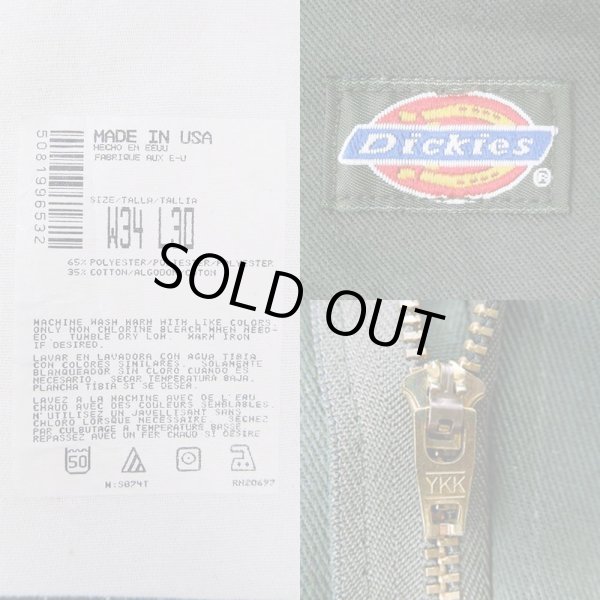 5081996532
MADE IN USA
HECHO EN EEUU
FABRIQUE AUX E-U
SIZE/TALLA/TALLIA
W34 L30
65% POLYESTER/POLIESTER/POLYESTER
35% COTTON/ALGODON/COTON
MACHINE WASH WARM WITH LIKE COLORS.
ONLY NON CHLORINE BLEACH WHEN NEED-
ED. TUMBLE DRY LOW. WARM IRON
IF DESIRED.
LAVAR EN LAVADORA CON AGUA TIBIA
CON COLORES SIMILARES SOLAMENTE
BLANQUEADOR SIN CLORO CUANDO ES
NECESARIO. SECAR TEMPERATURA BAJA.
PLANCHA TIBIA SI SE DESEA.
LAVEZ A LA MACHINE AVEC DE L'EAU
CHAUD AVEC DES COULEURS SEMBLABLES.
N'UTILISEZ UN JAVELLISANT SANS
CHLORO LORSQUE NECESSAIRE. SECHEZ
PAR CULBUTAGE A TEMPERATURE BASSE
REPASSEZ AVEC UN FER CHAUD SI DESIRE
50
M:S874T
RN20697
Dickies
®
YKK
SOLD OUT